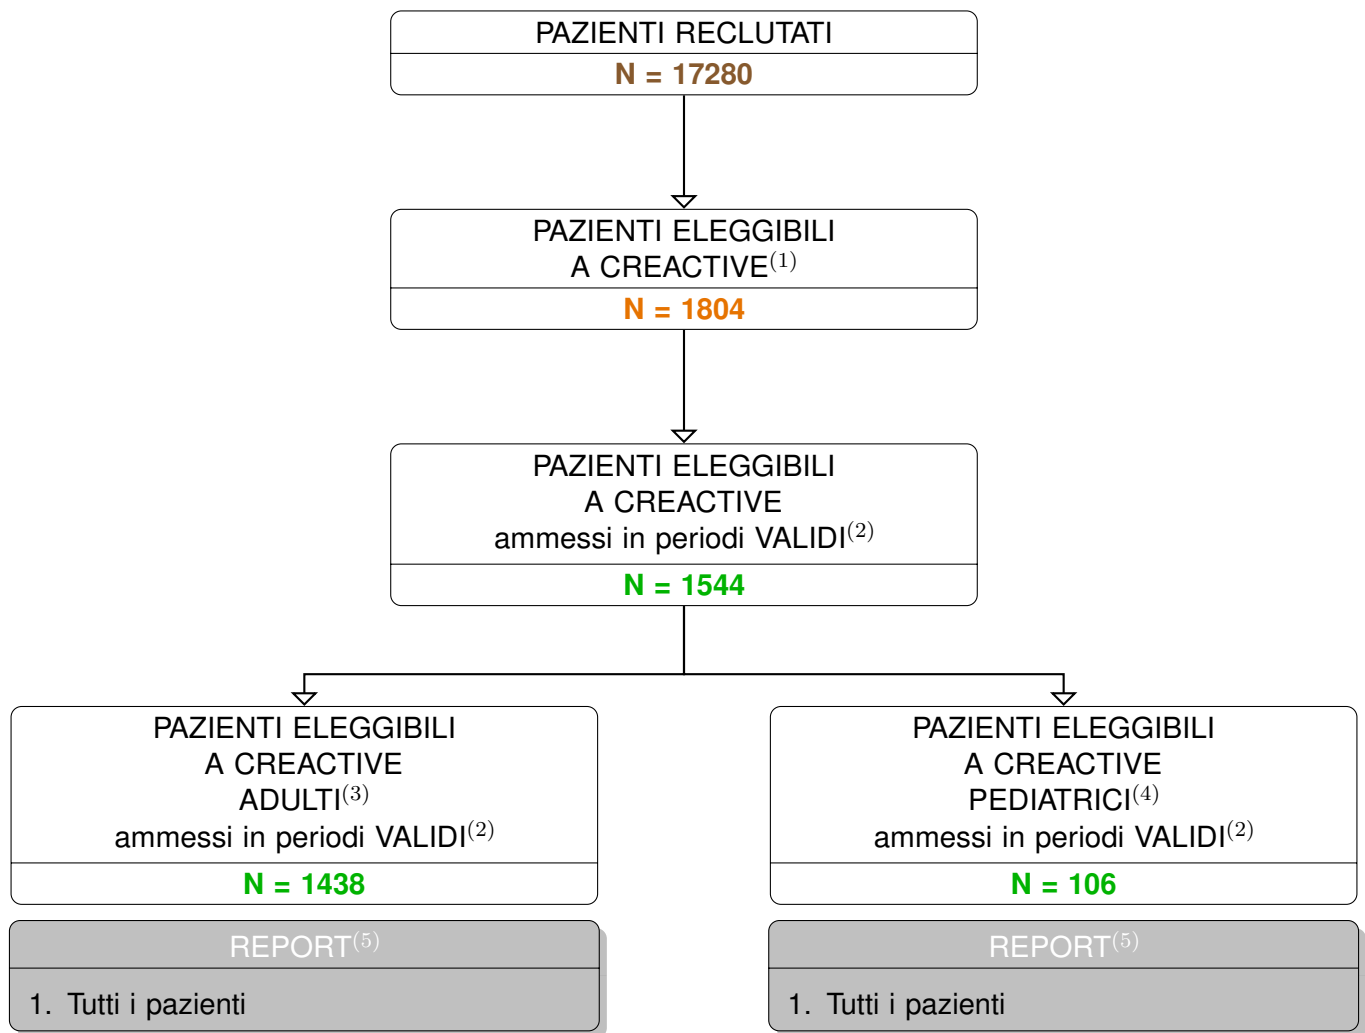 PAZIENTI RECLUTATI
N = 17280
PAZIENTI ELEGGIBILI
A CREACTIVE(1)
N = 1804
PAZIENTI ELEGGIBILI
A CREACTIVE
ammessi in periodi VALIDI(2)
N = 1544
PAZIENTI ELEGGIBILI
A CREACTIVE
ADULTI(3)
ammessi in periodi VALIDI(2)
N = 1438
REPORT(5)
1. Tutti i pazienti
PAZIENTI ELEGGIBILI
A CREACTIVE
PEDIATRICI(4)
ammessi in periodi VALIDI(2)
N = 106
REPORT(5)
1. Tutti i pazienti